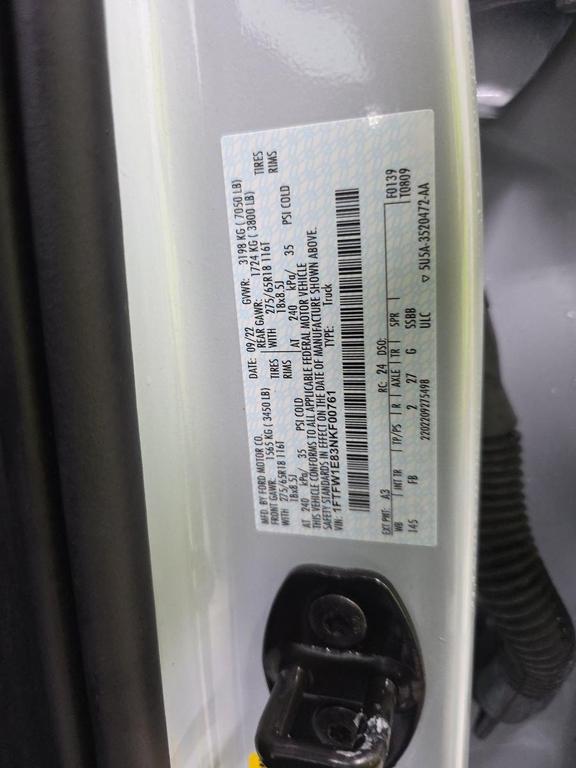 MFD. BY FORD MOTOR CO. DATE: 09/22 GVWR: 3198 KG ( 7050 LB)
FRONT GAWR: 1565 KG (3450 LB) REAR GAWR: 1724 KG ( 3800 LB)
275/65R18 116T TIRES WITH 275/65R18 116T TIRES
18x8.5J RIMS 18x8.5J RIMS
AT 240 kPa/ 35 PSI COLD AT 240 kPa/ 35 PSI COLD
THIS VEHICLE CONFORMS TO ALL APPLICABLE FEDERAL MOTOR VEHICLE
SAFETY STANDARDS IN EFFECT ON THE DATE OF MANUFACTURE SHOWN ABOVE.
VIN: 1FTFW1E83NKF00761 TYPE: Truck
F0139
T0809
EXT PNT: A3 RC: 24 DSO:
WB INT TR TP/PS R AXLE TR SPR
145 FB 2 27 G SSBB
2202209275498 ULC ▽ 5U5A-3520472-AA